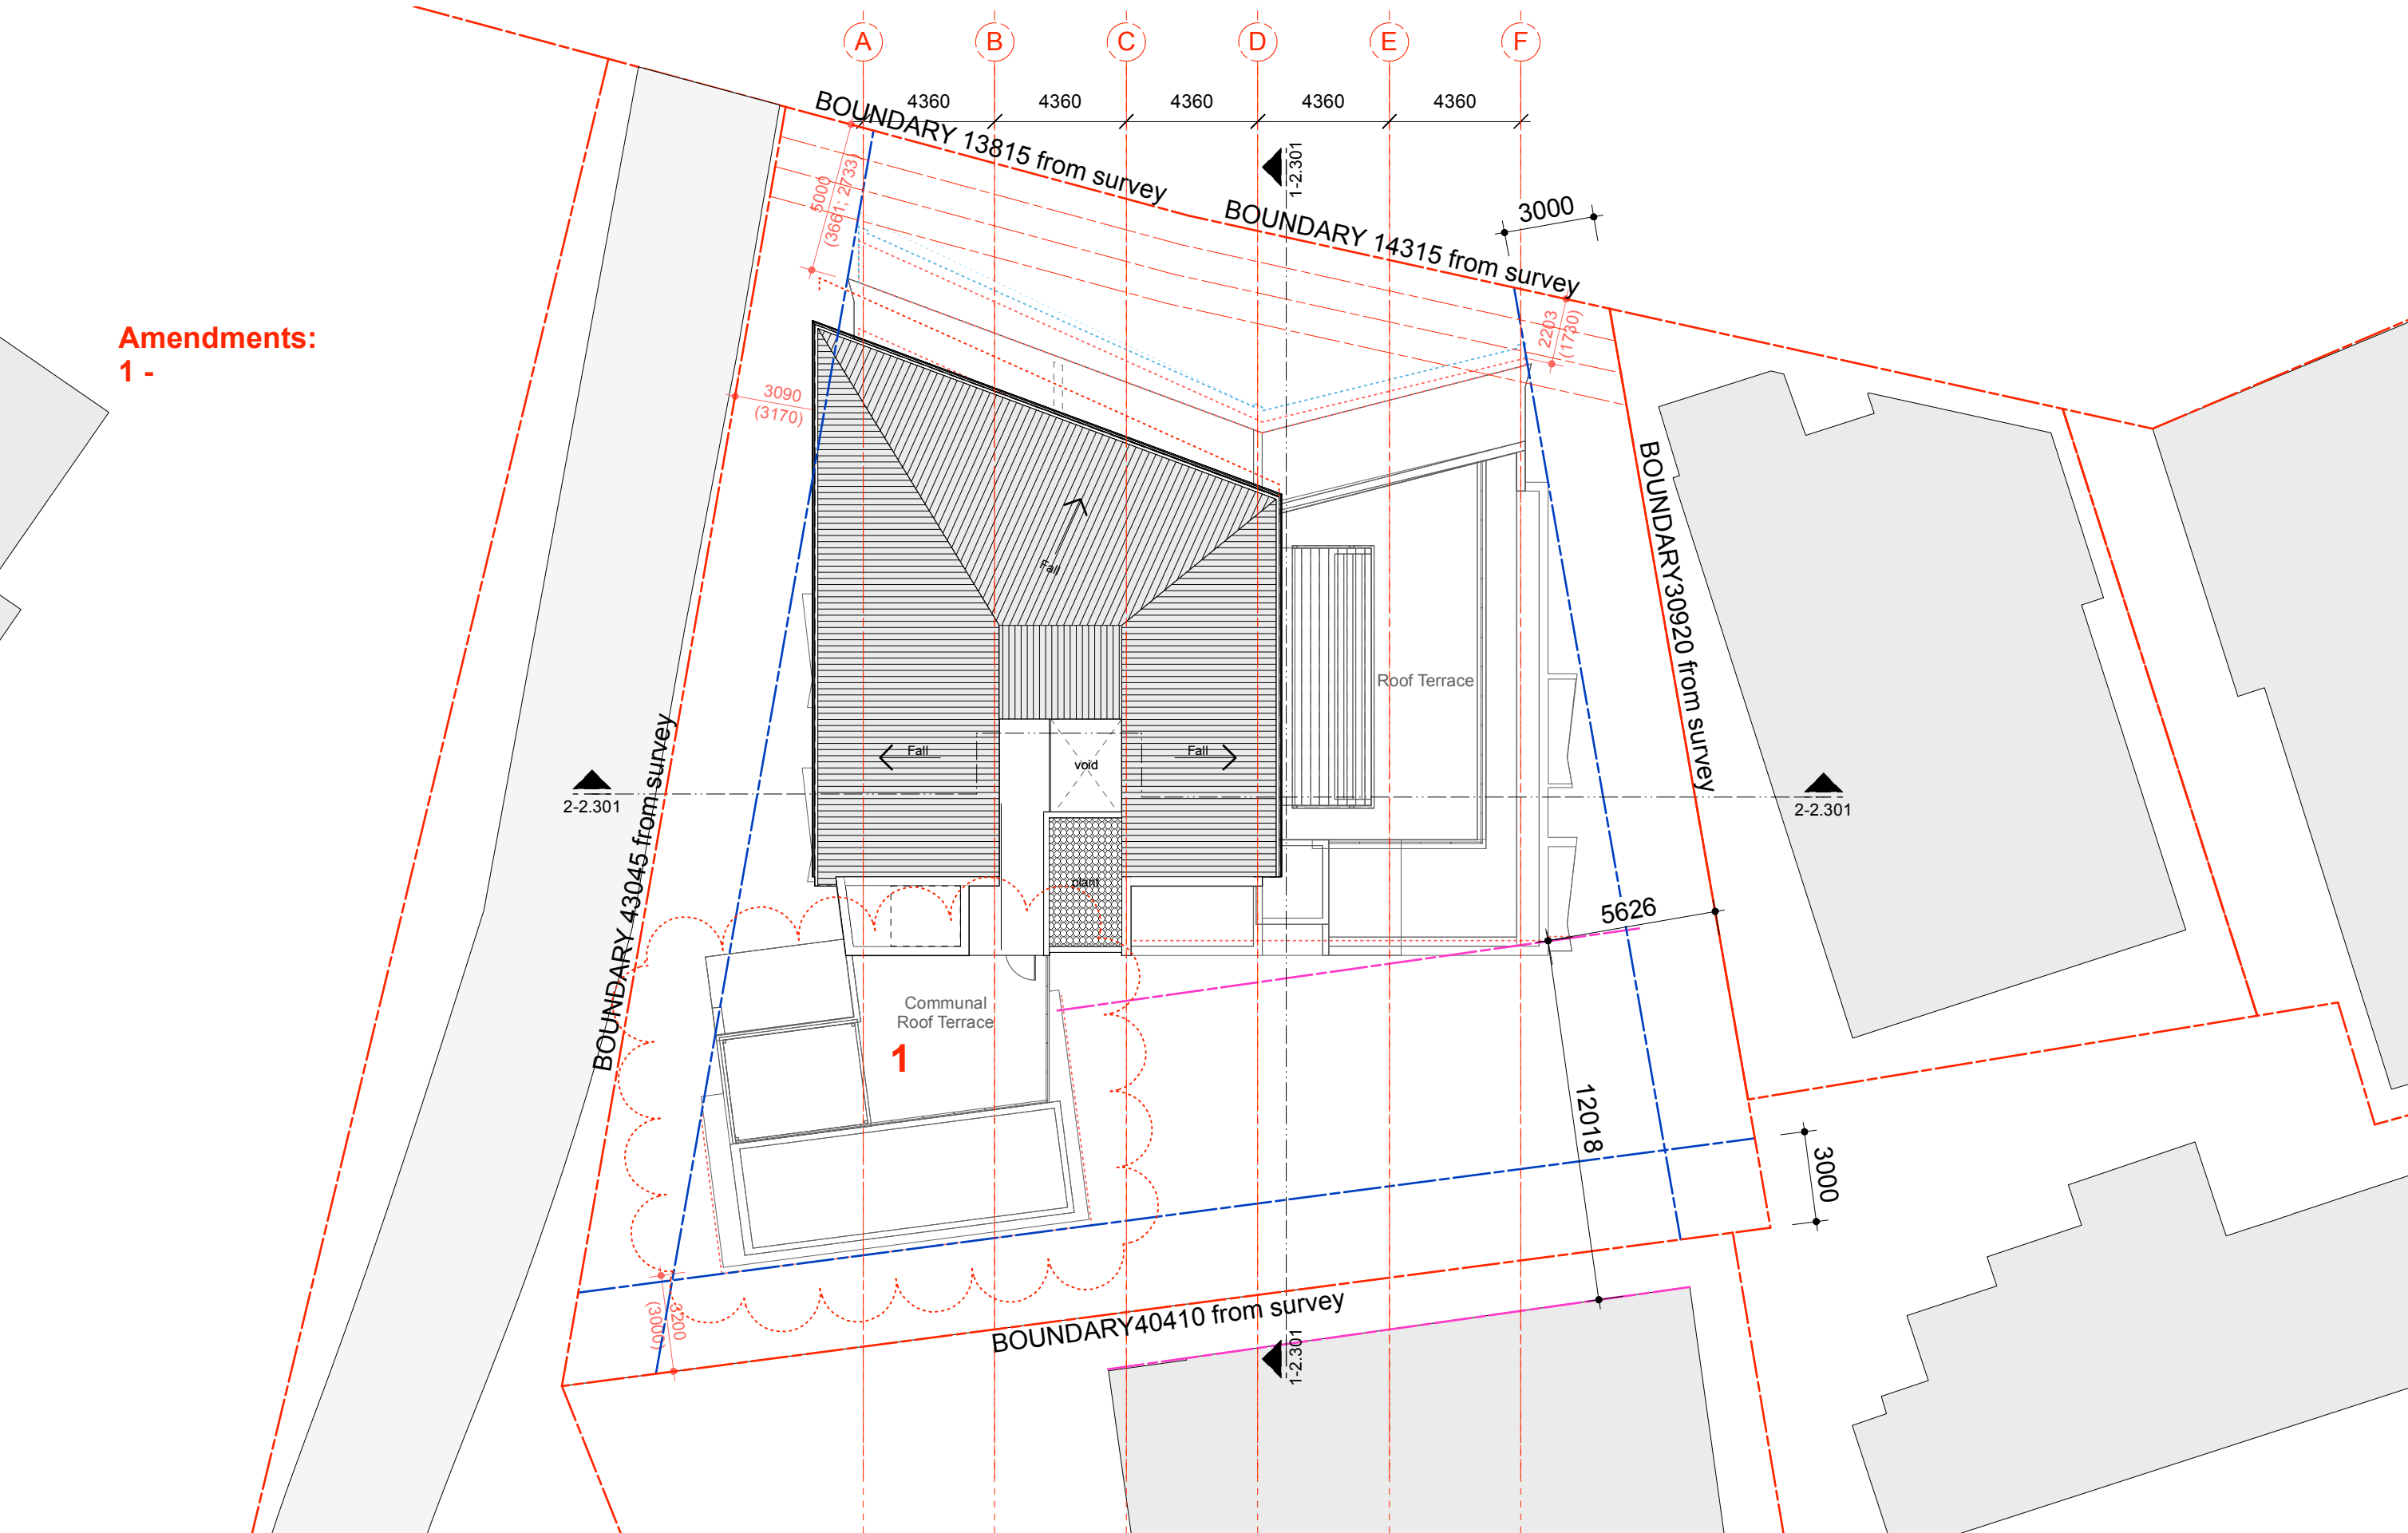 A B C D E F
4360 4360 4360 4360 4360
BOUNDARY 13815 from survey
1-2.301
BOUNDARY 14315 from survey
3000
5000
(3661; 2733)
2203
(1730)
Amendments:
1 -
3090
(3170)
BOUNDARY30920 from survey
Fall
Roof Terrace
Fall
void
Fall
2-2.301
2-2.301
BOUNDARY 43045 from survey
plant
5626
Communal
Roof Terrace
1
12018
3000
3200
(3000)
BOUNDARY40410 from survey
1-2.301